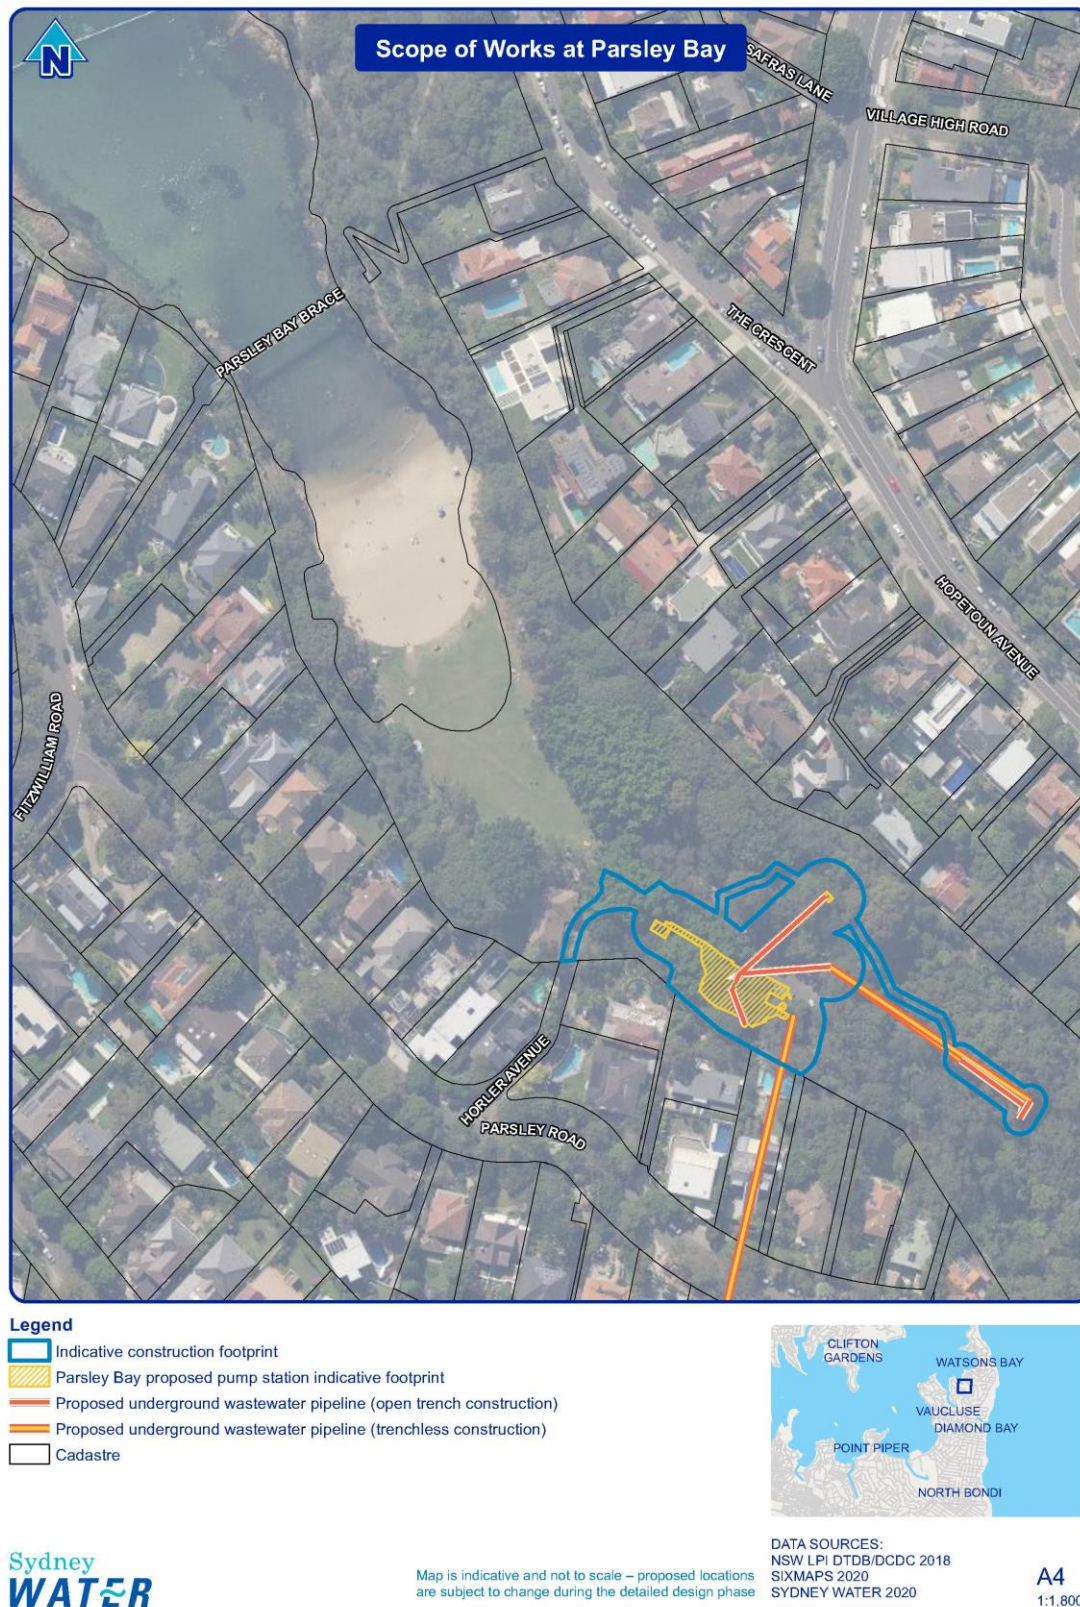 Scope of Works at Parsley Bay
N
SAFRAS LANE
VILLAGE HIGH ROAD
PARSLEY BAY BRACE
THE CRESCENT
HOPETOUN AVENUE
FITZWILLIAM ROAD
HORLER AVENUE
PARSLEY ROAD
Legend
Indicative construction footprint
Parsley Bay proposed pump station indicative footprint
Proposed underground wastewater pipeline (open trench construction)
Proposed underground wastewater pipeline (trenchless construction)
Cadastre
CLIFTON
GARDENS
WATSONS BAY
VAUCLUSE
DIAMOND BAY
POINT PIPER
NORTH BONDI
Sydney
WATER
Map is indicative and not to scale – proposed locations
are subject to change during the detailed design phase
DATA SOURCES:
NSW LPI DTDB/DCDC 2018
SIXMAPS 2020
SYDNEY WATER 2020
A4
1:1,800